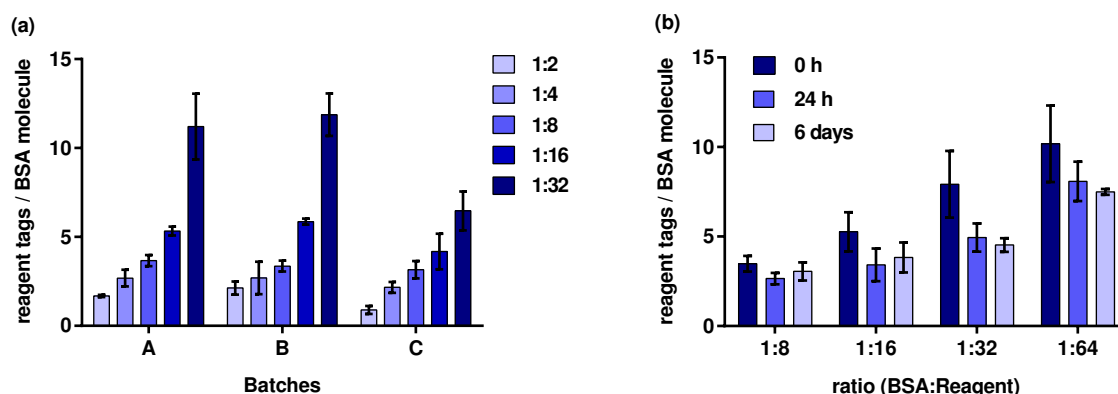 (a)
reagent tags / BSA molecule
15
10
5
0
A B C
Batches
1:2
1:4
1:8
1:16
1:32
(b)
reagent tags / BSA molecule
15
10
5
0
0 h
24 h
6 days
1:8 1:16 1:32 1:64
ratio (BSA:Reagent)